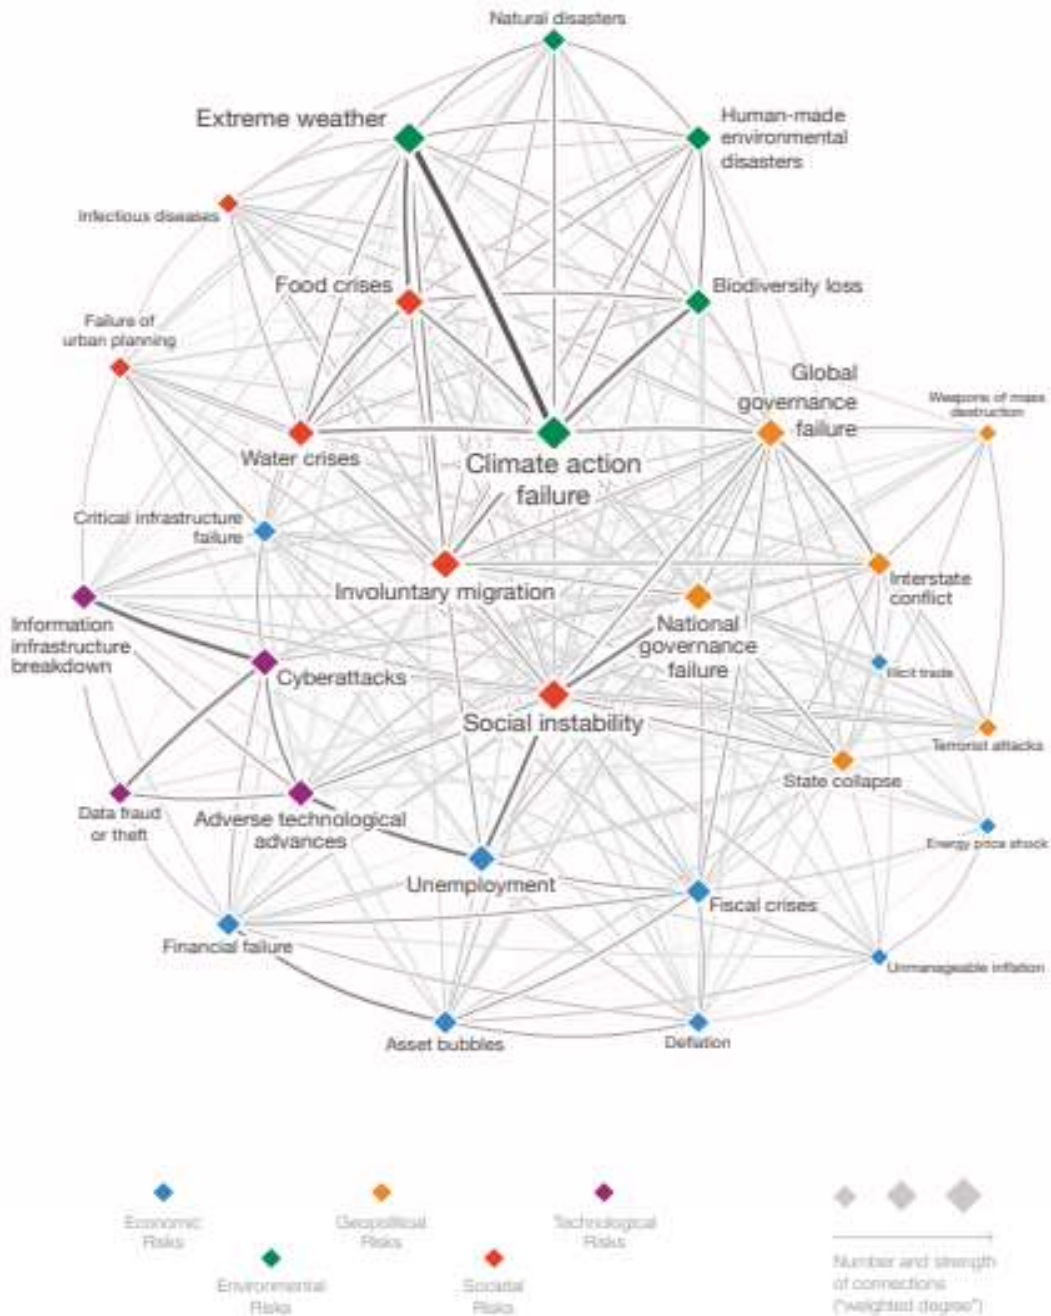 Natural disasters
Extreme weather
Human-made
environmental
disasters
Infectious diseases
Food crises
Biodiversity loss
Failure of
urban planning
Global
governance
failure
Weapons of mass
destruction
Water crises
Climate action
failure
Critical infrastructure
failure
Involuntary migration
Interstate
conflict
Information
infrastructure
breakdown
National
governance
failure
Cyberattacks
Illicit trade
Social instability
Terrorist attacks
State collapse
Data fraud
or theft
Adverse technological
advances
Energy price shock
Unemployment
Fiscal crises
Financial failure
Unmanageable inflation
Asset bubbles
Deflation
Economic
Risks
Geopolitical
Risks
Technological
Risks
Environmental
Risks
Societal
Risks
Number and strength
of connections
("weighted degree")